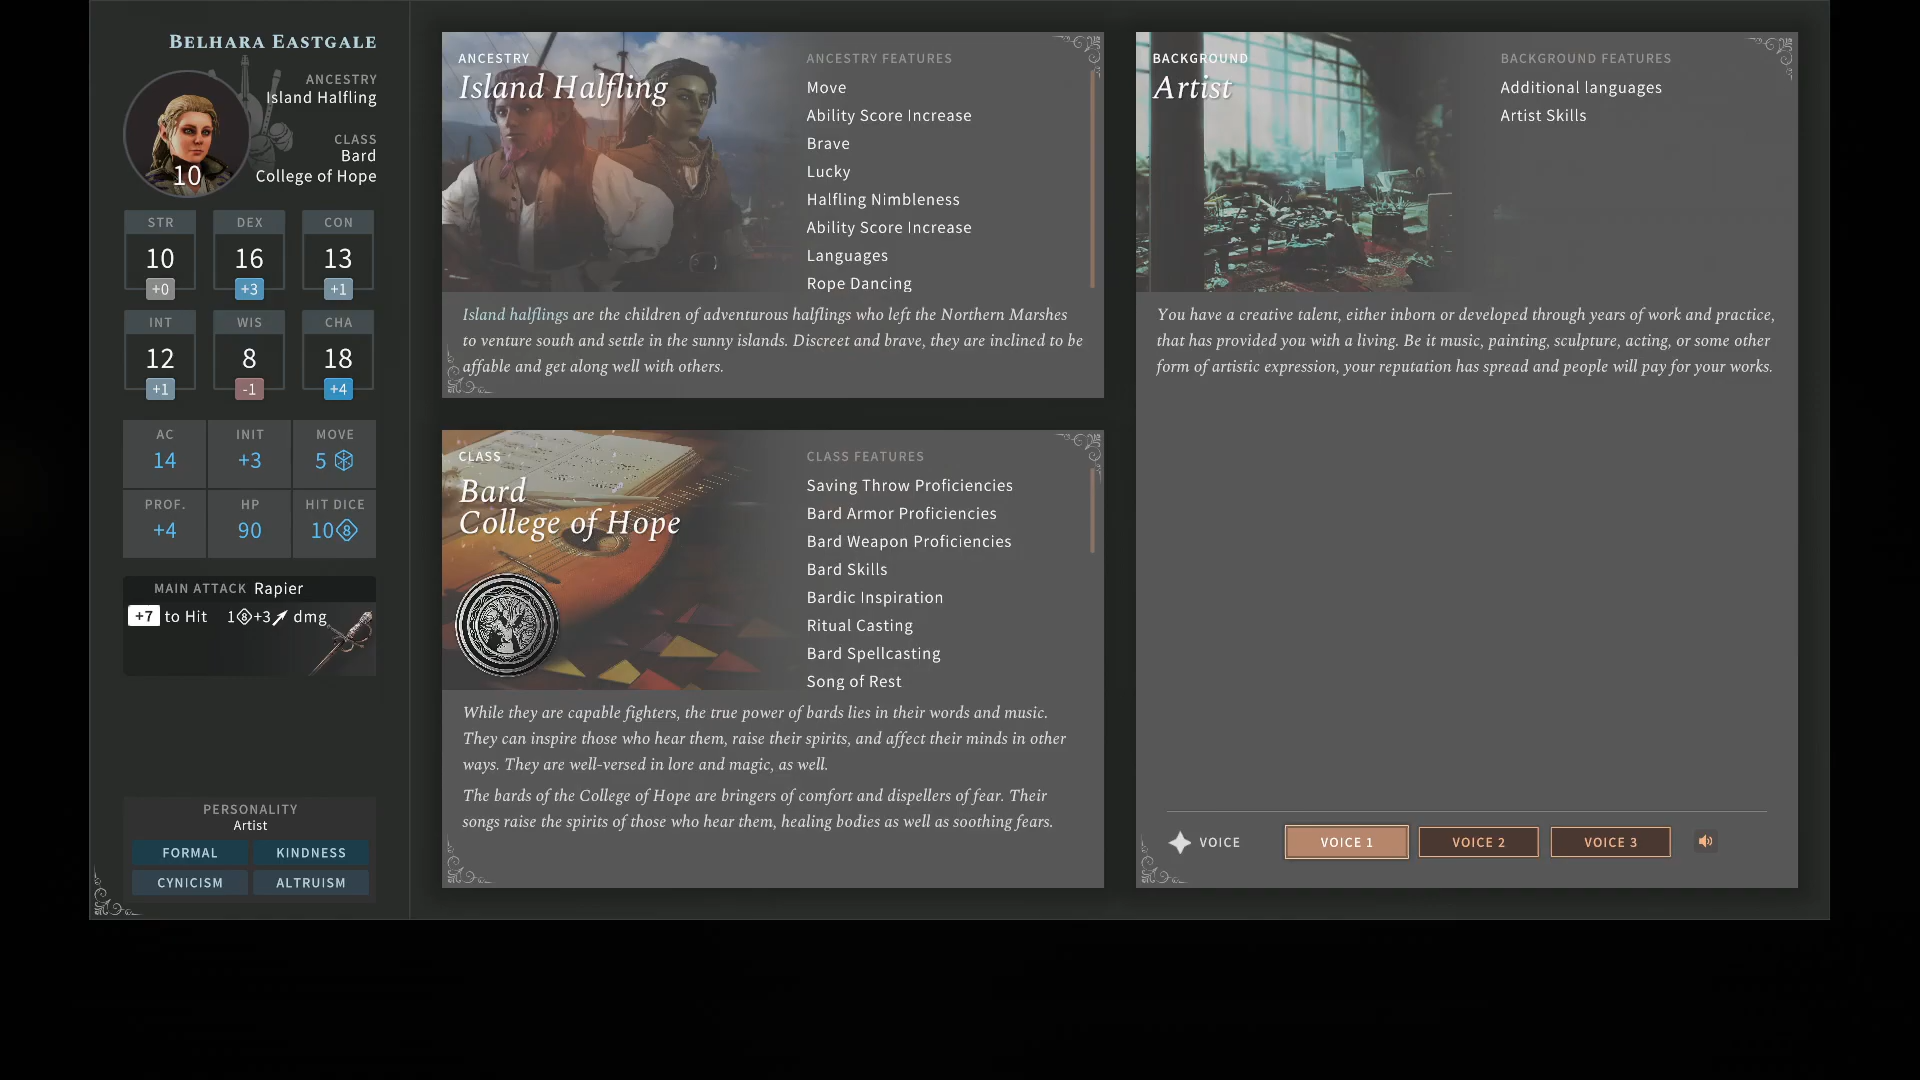 BELHARA EASTGALE
ANCESTRY
Island Halfling
CLASS
Bard
College of Hope
10
STR DEX CON
10 16 13
+0 +3 +1
INT WIS CHA
12 8 18
+1 -1 +4
AC INIT MOVE
14 +3 5
PROF. HP HIT DICE
+4 90 10 8
MAIN ATTACK Rapier
+7 to Hit 1 8 +3 dmg
PERSONALITY
Artist
FORMAL KINDNESS
CYNICISM ALTRUISM
ANCESTRY
Island Halfling
ANCESTRY FEATURES
Move
Ability Score Increase
Brave
Lucky
Halfling Nimbleness
Ability Score Increase
Languages
Rope Dancing
Island halflings are the children of adventurous halflings who left the Northern Marshes
to venture south and settle in the sunny islands. Discreet and brave, they are inclined to be
affable and get along well with others.
CLASS
Bard
College of Hope
CLASS FEATURES
Saving Throw Proficiencies
Bard Armor Proficiencies
Bard Weapon Proficiencies
Bard Skills
Bardic Inspiration
Ritual Casting
Bard Spellcasting
Song of Rest
While they are capable fighters, the true power of bards lies in their words and music.
They can inspire those who hear them, raise their spirits, and affect their minds in other
ways. They are well-versed in lore and magic, as well.
The bards of the College of Hope are bringers of comfort and dispellers of fear. Their
songs raise the spirits of those who hear them, healing bodies as well as soothing fears.
BACKGROUND
Artist
BACKGROUND FEATURES
Additional languages
Artist Skills
You have a creative talent, either inborn or developed through years of work and practice,
that has provided you with a living. Be it music, painting, sculpture, acting, or some other
form of artistic expression, your reputation has spread and people will pay for your works.
VOICE VOICE 1 VOICE 2 VOICE 3